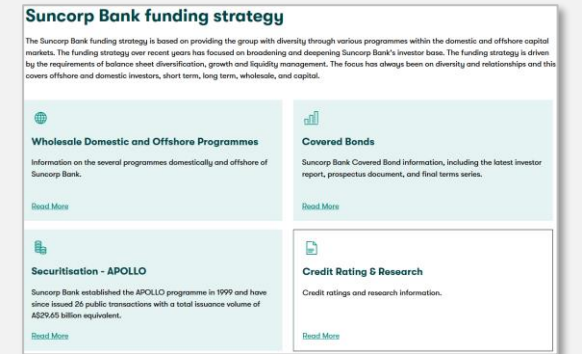 Suncorp Bank funding strategy
The Suncorp Bank funding strategy is based on providing the group with diversity through various programmes within the domestic and offshore capital
markets. The funding strategy over recent years has focused on broadening and deepening Suncorp Bank's investor base. The funding strategy is driven
by the requirements of balance sheet diversification, growth and liquidity management. The focus has always been on diversity and relationships and this
covers offshore and domestic investors, short term, long term, wholesale, and capital.
Wholesale Domestic and Offshore Programmes
Information on the several programmes domestically and offshore of
Suncorp Bank.
Read More
Covered Bonds
Suncorp Bank Covered Bond information, including the latest investor
report, prospectus document, and final terms series.
Read More
Securitisation - APOLLO
Suncorp Bank established the APOLLO programme in 1999 and have
since issued 26 public transactions with a total issuance volume of
A$29.65 billion equivalent.
Read More
Credit Rating & Research
Credit ratings and research information.
Read More